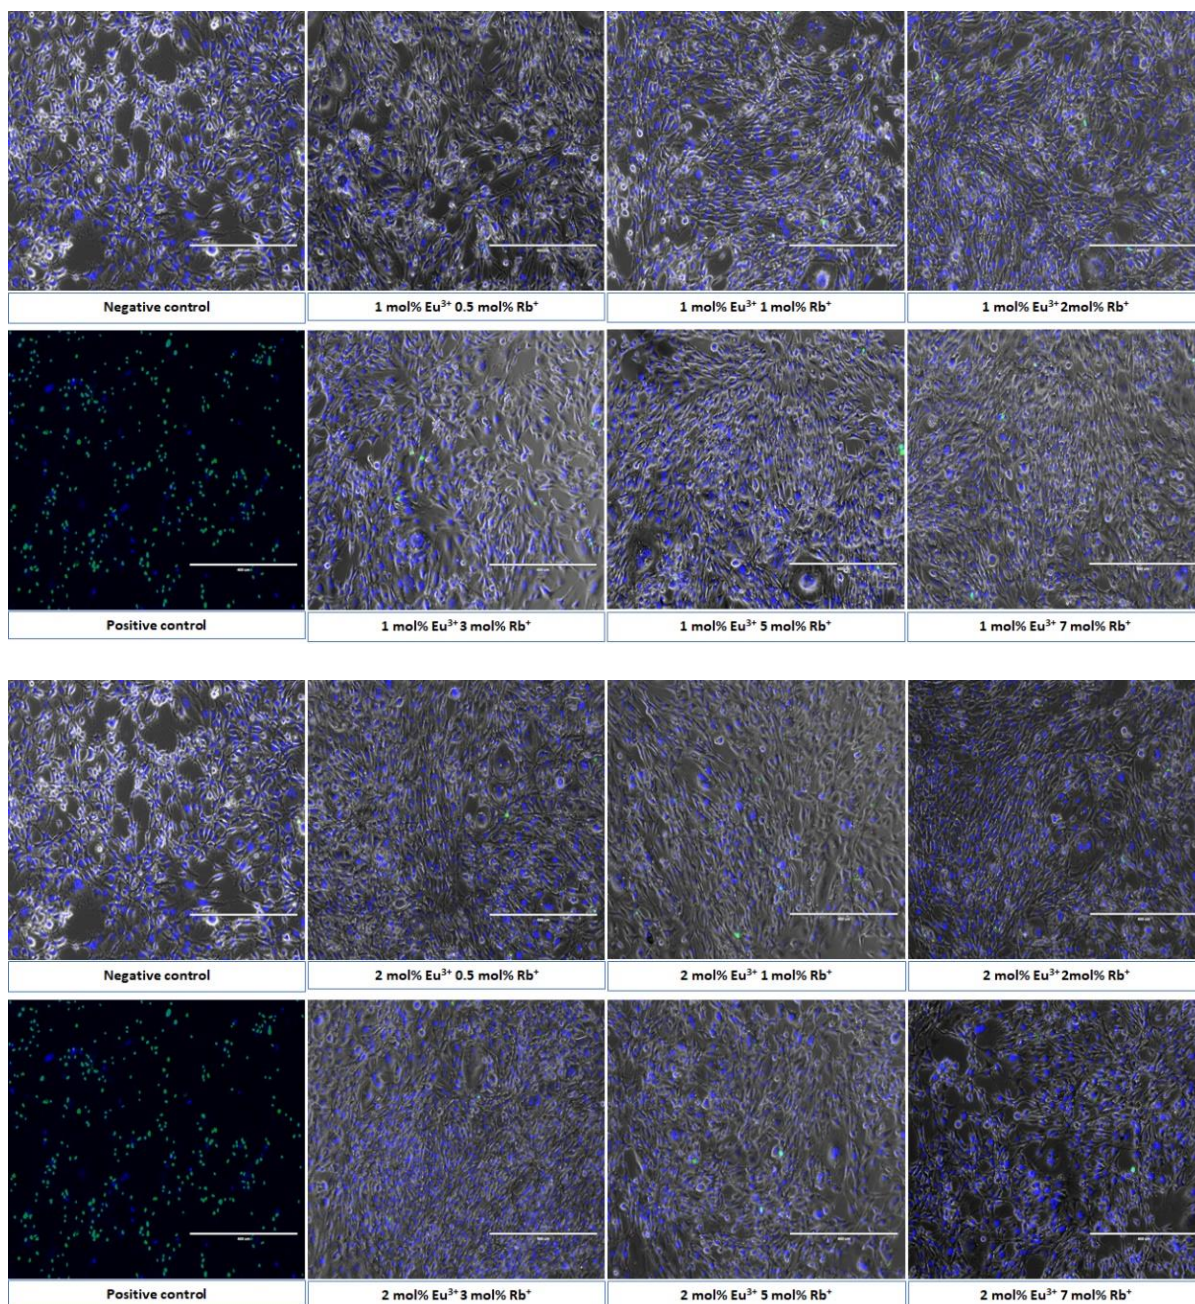 Negative control
1 mol% Eu³⁺ 0.5 mol% Rb⁺
1 mol% Eu³⁺ 1 mol% Rb⁺
1 mol% Eu³⁺ 2mol% Rb⁺
Positive control
1 mol% Eu³⁺ 3 mol% Rb⁺
1 mol% Eu³⁺ 5 mol% Rb⁺
1 mol% Eu³⁺ 7 mol% Rb⁺
Negative control
2 mol% Eu³⁺ 0.5 mol% Rb⁺
2 mol% Eu³⁺ 1 mol% Rb⁺
2 mol% Eu³⁺ 2mol% Rb⁺
Positive control
2 mol% Eu³⁺ 3 mol% Rb⁺
2 mol% Eu³⁺ 5 mol% Rb⁺
2 mol% Eu³⁺ 7 mol% Rb⁺